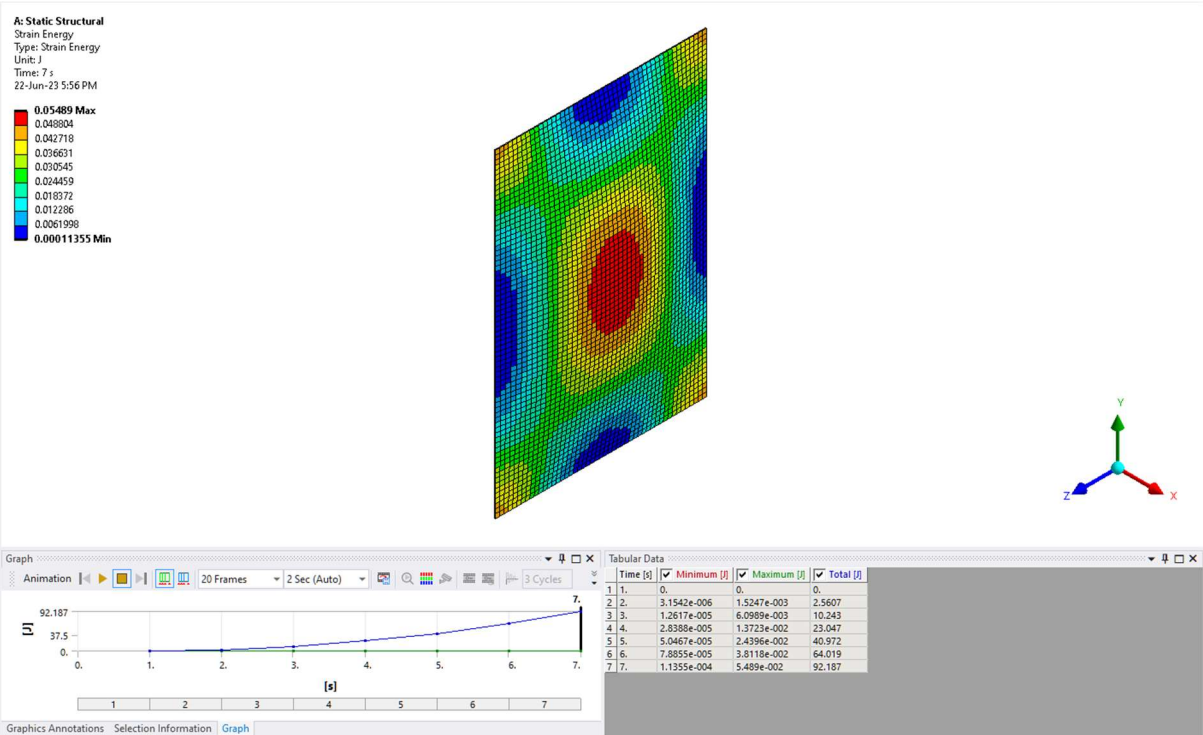 A: Static Structural
Strain Energy
Type: Strain Energy
Unit: J
Time: 7 s
22-Jun-23 5:56 PM
0.05489 Max
0.048804
0.042718
0.036631
0.030545
0.024459
0.018372
0.012286
0.0061998
0.00011355 Min
Y
Z
X
Graph
Animation 20 Frames 2 Sec (Auto) 3 Cycles
7.
92.187
37.5
0.
[J]
0. 1. 2. 3. 4. 5. 6. 7.
[s]
1 2 3 4 5 6 7
Graphics Annotations Selection Information Graph
Tabular Data
Time [s] Minimum [J] Maximum [J] Total [J]
1 1. 0. 0. 0.
2 2. 3.1542e-006 1.5247e-003 2.5607
3 3. 1.2617e-005 6.0989e-003 10.243
4 4. 2.8388e-005 1.3723e-002 23.047
5 5. 5.0467e-005 2.4396e-002 40.972
6 6. 7.8855e-005 3.8118e-002 64.019
7 7. 1.1355e-004 5.489e-002 92.187